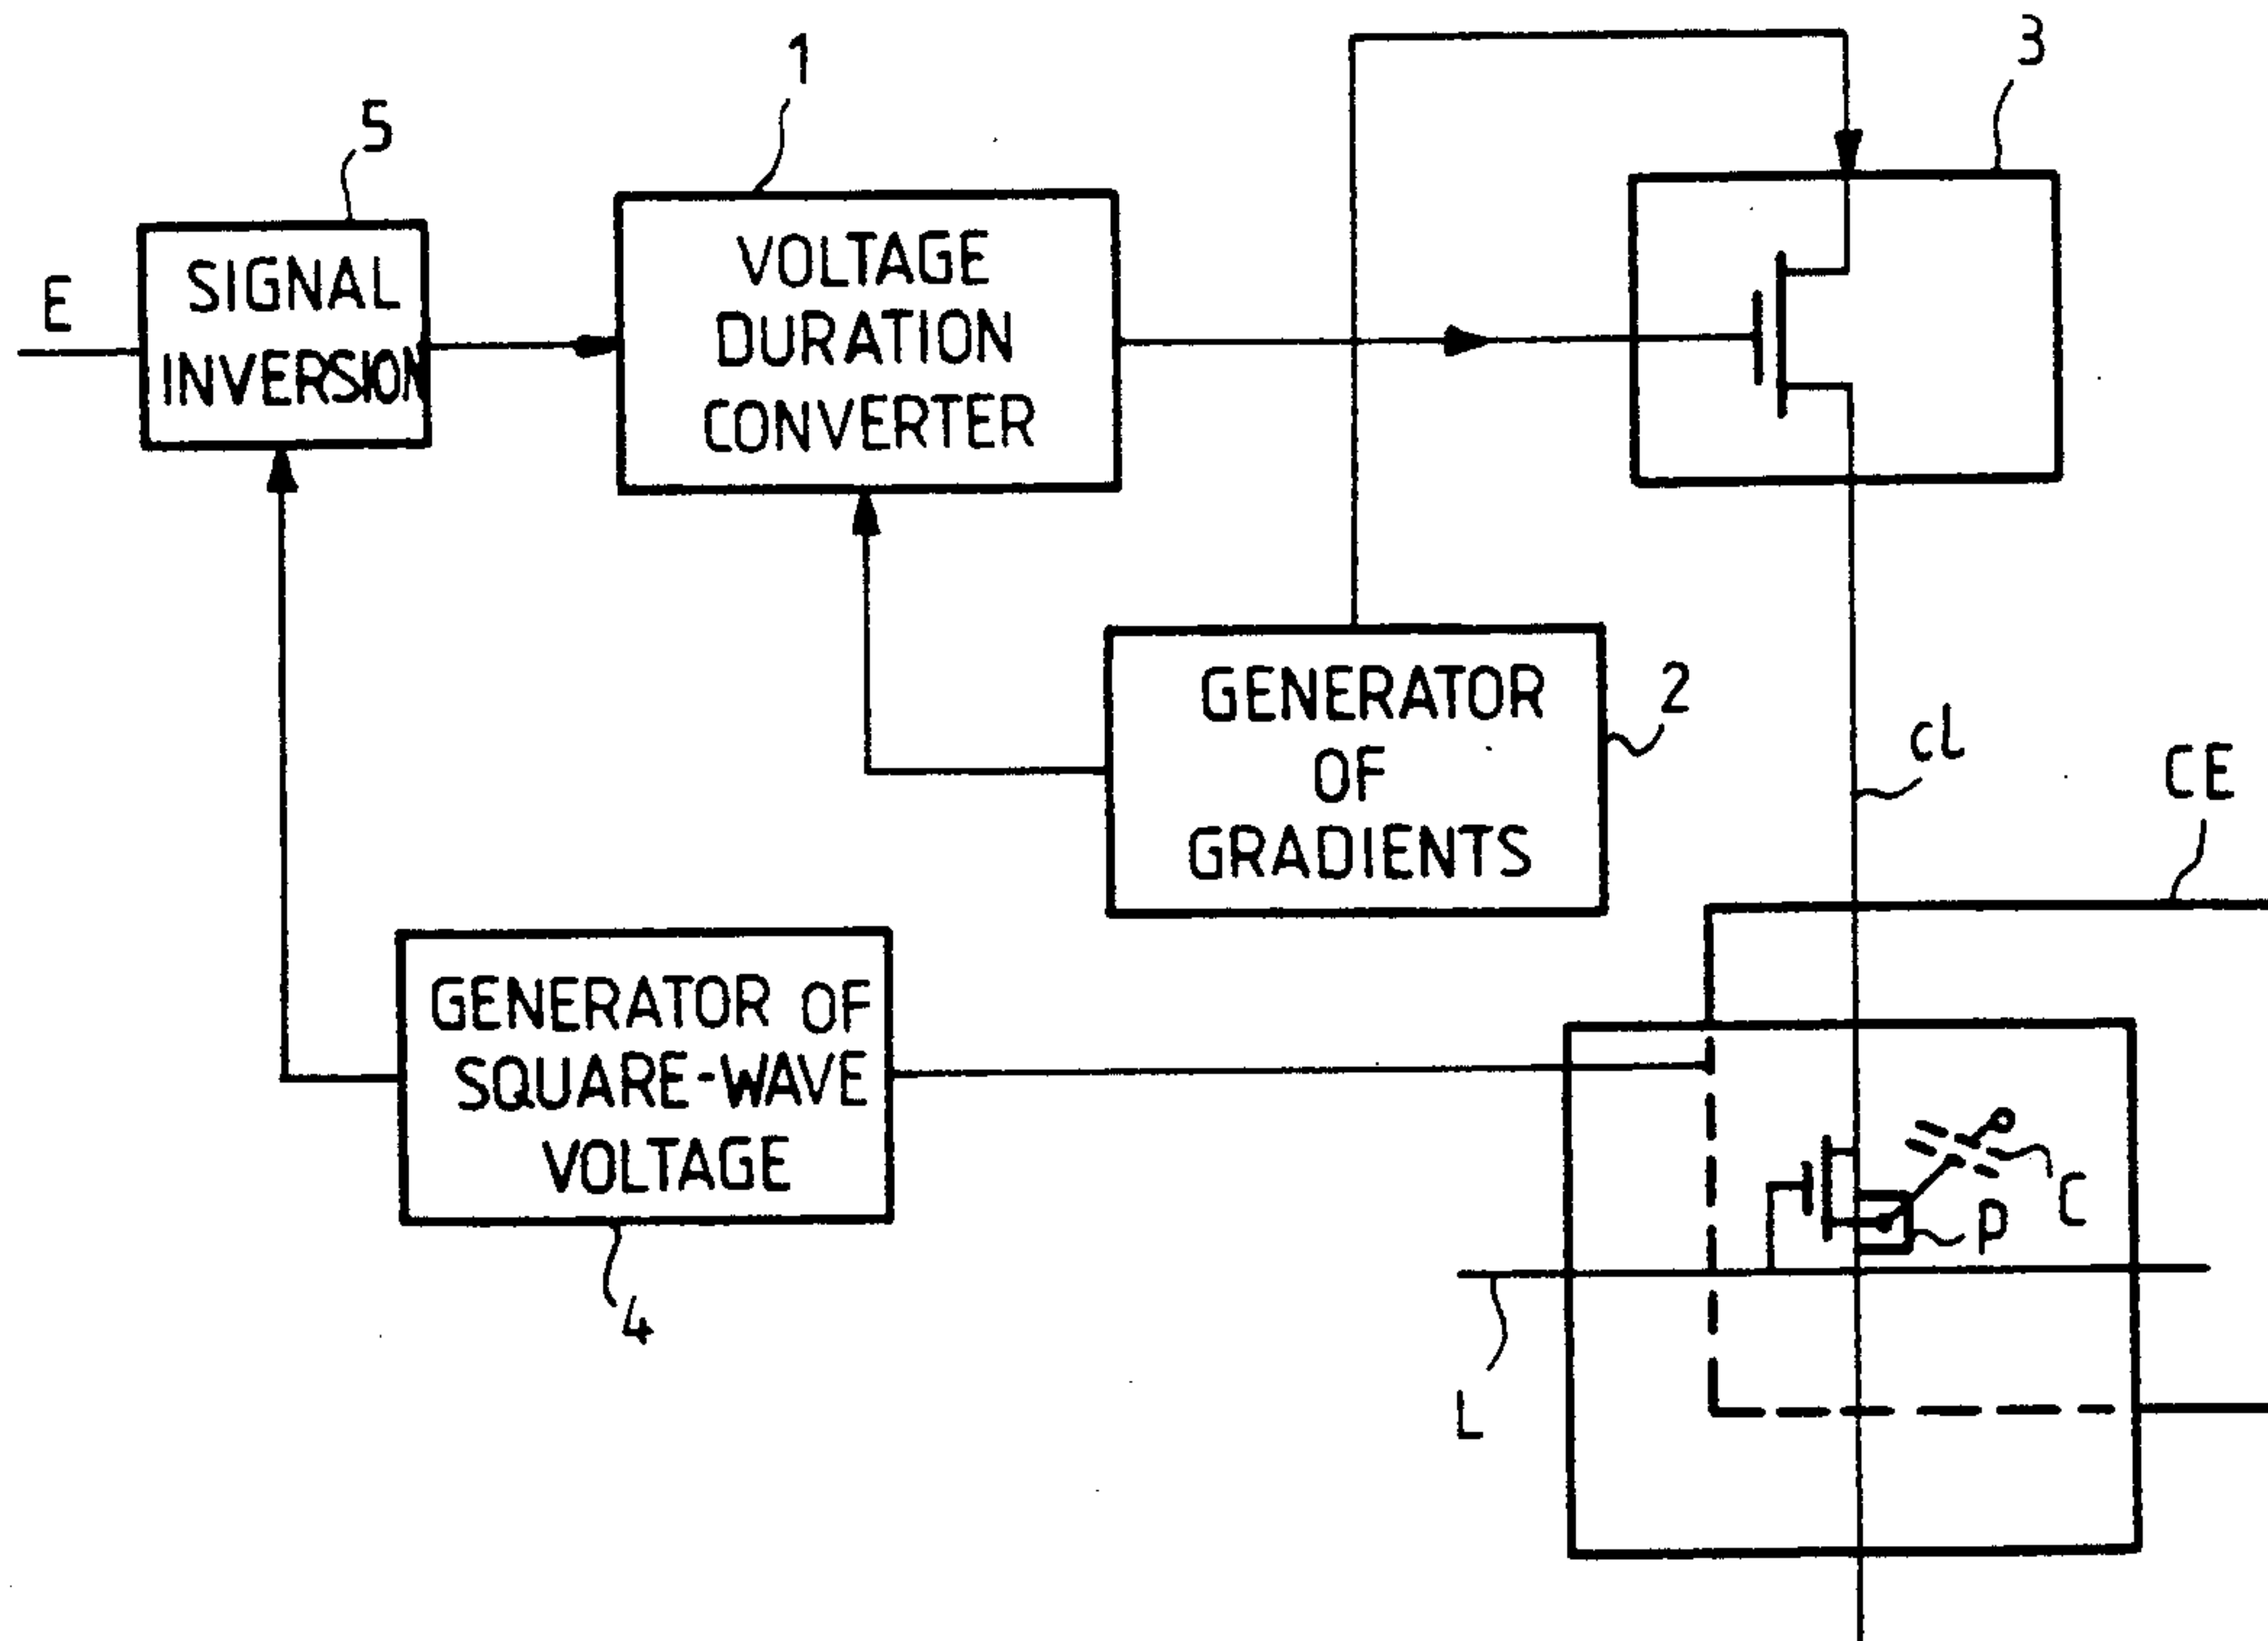 1
3
5
E
SIGNAL
INVERSION
VOLTAGE
DURATION
CONVERTER
GENERATOR
OF
GRADIENTS
2
cl
CE
GENERATOR OF
SQUARE-WAVE
VOLTAGE
4
C
p
L